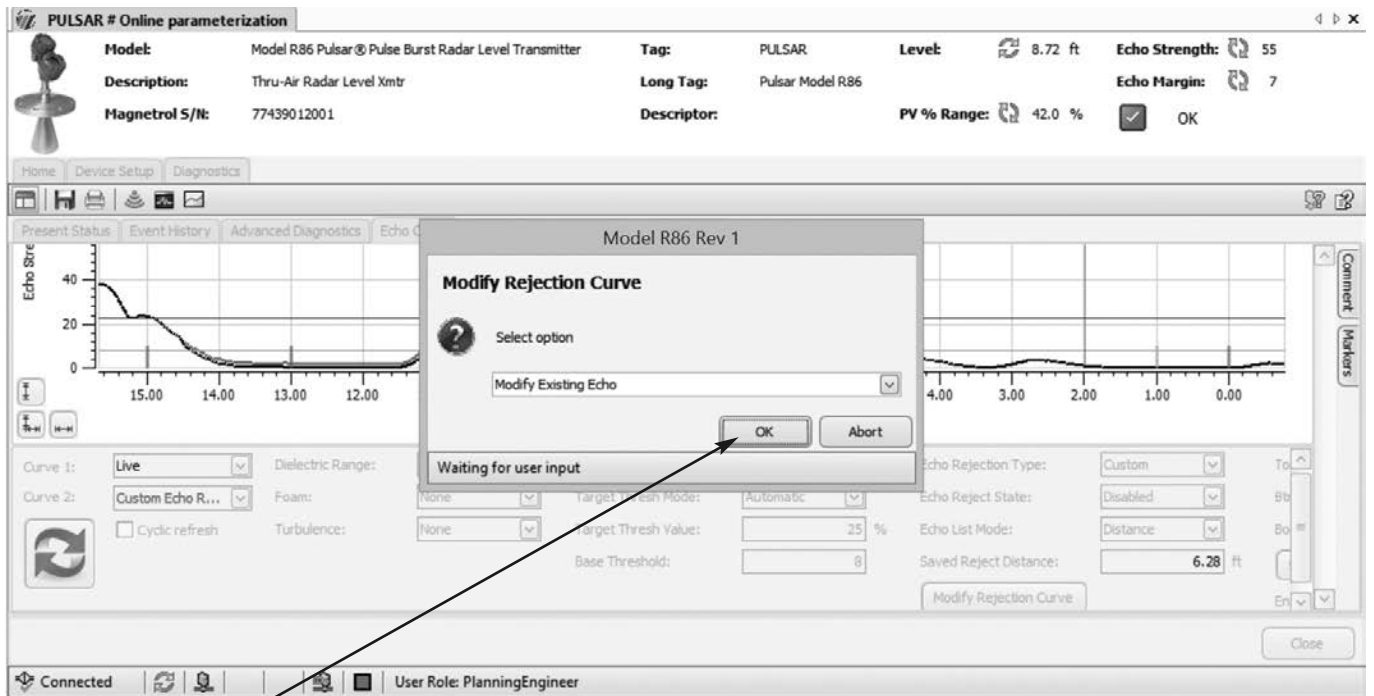 PULSAR # Online parameterization
Model: Model R86 Pulsar® Pulse Burst Radar Level Transmitter Tag: PULSAR Level: 8.72 ft Echo Strength: 55
Description: Thru-Air Radar Level Xmtr Long Tag: Pulsar Model R86 Echo Margin: 7
Magnetrol S/N: 77439012001 Descriptor: PV % Range: 42.0 % OK
Home Device Setup Diagnostics
Present Status Event History Advanced Diagnostics Echo C
Model R86 Rev 1
Modify Rejection Curve
Select option
Modify Existing Echo
OK Abort
Waiting for user input
Echo Stre
40
20
0
15.00 14.00 13.00 12.00 4.00 3.00 2.00 1.00 0.00
Comment
Markers
Curve 1: Live Dielectric Range: Echo Rejection Type: Custom To
Curve 2: Custom Echo R... Foam: None Target Thresh Mode: Automatic Echo Reject State: Disabled Bt
Cyclic refresh Turbulence: None Target Thresh Value: 25 % Echo List Mode: Distance Bo
Base Threshold: 8 Saved Reject Distance: 6.28 ft
Modify Rejection Curve En
Close
Connected User Role: PlanningEngineer